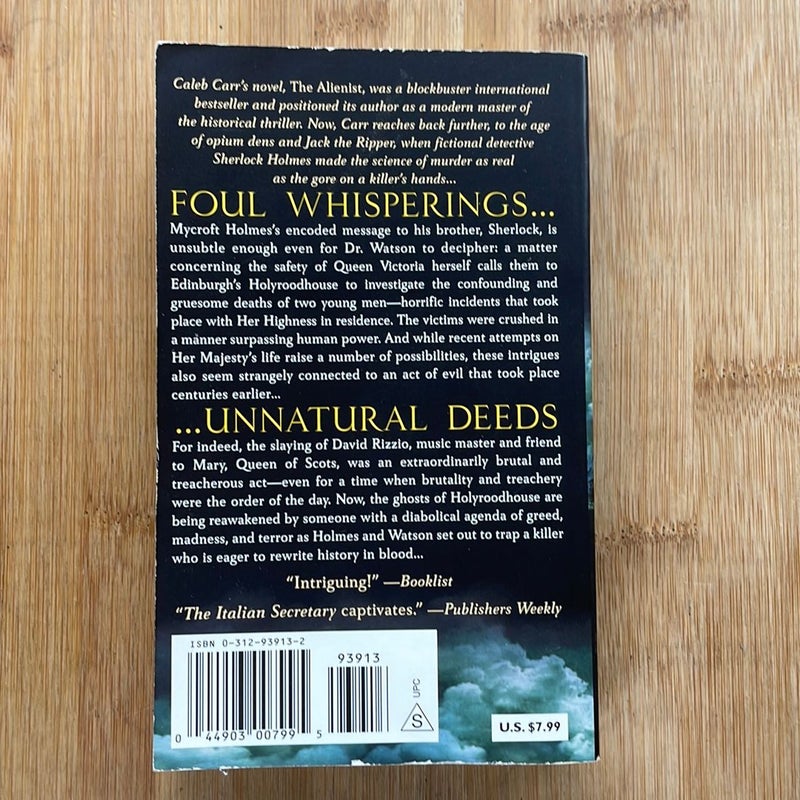 Caleb Carr's novel, The Alienist, was a blockbuster international
bestseller and positioned its author as a modern master of
the historical thriller. Now, Carr reaches back further, to the age
of opium dens and Jack the Ripper, when fictional detective
Sherlock Holmes made the science of murder as real
as the gore on a killer's hands...
FOUL WHISPERINGS...
Mycroft Holmes's encoded message to his brother, Sherlock, is
unsubtle enough even for Dr. Watson to decipher: a matter
concerning the safety of Queen Victoria herself calls them to
Edinburgh's Holyroodhouse to investigate the confounding and
gruesome deaths of two young men—horrific incidents that took
place with Her Highness in residence. The victims were crushed in
a manner surpassing human power. And while recent attempts on
Her Majesty's life raise a number of possibilities, these intrigues
also seem strangely connected to an act of evil that took place
centuries earlier...
...UNNATURAL DEEDS
For indeed, the slaying of David Rizzio, music master and friend
to Mary, Queen of Scots, was an extraordinarily brutal and
treacherous act—even for a time when brutality and treachery
were the order of the day. Now, the ghosts of Holyroodhouse are
being reawakened by someone with a diabolical agenda of greed,
madness, and terror as Holmes and Watson set out to trap a killer
who is eager to rewrite history in blood...
"Intriguing!" —Booklist
"The Italian Secretary captivates." —Publishers Weekly
ISBN 0-312-93913-2
93913
0 44903 00799 5
UPC
S
U.S. $7.99